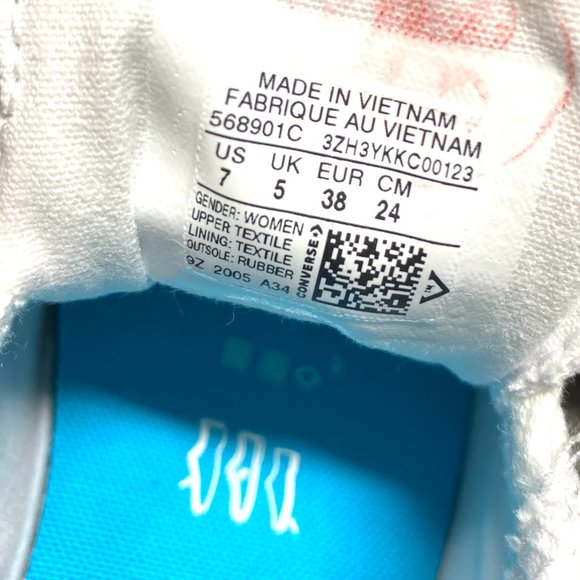 MADE IN VIETNAM
FABRIQUE AU VIETNAM
568901C 3ZH3YKKC00123
US UK EUR CM
7 5 38 24
GENDER: WOMEN
UPPER: TEXTILE
LINING: TEXTILE
OUTSOLE: RUBBER
9Z 2005 A34
CONVERSE